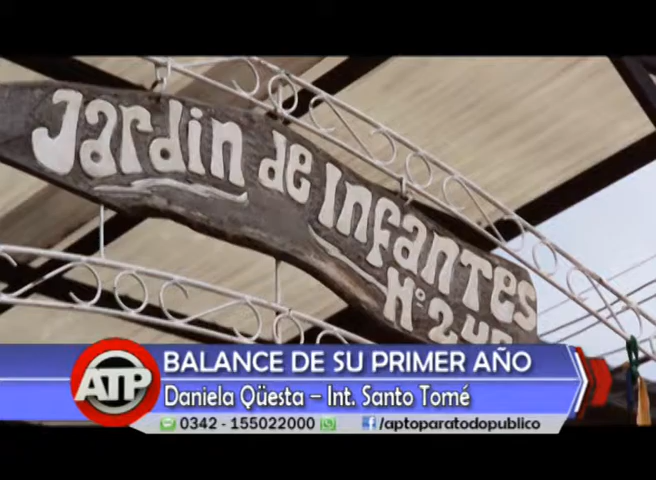 Jardin de Infantes
N°
BALANCE DE SU PRIMER AÑO
ATP
Daniela Qüesta – Int. Santo Tomé
0342 - 155022000
/aptoparatodopublico